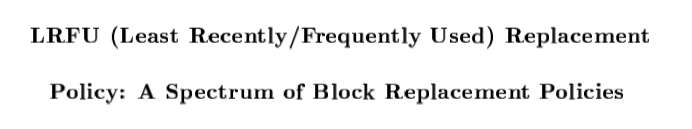 LRFU (Least Recently/Frequently Used) Replacement
Policy: A Spectrum of Block Replacement Policies